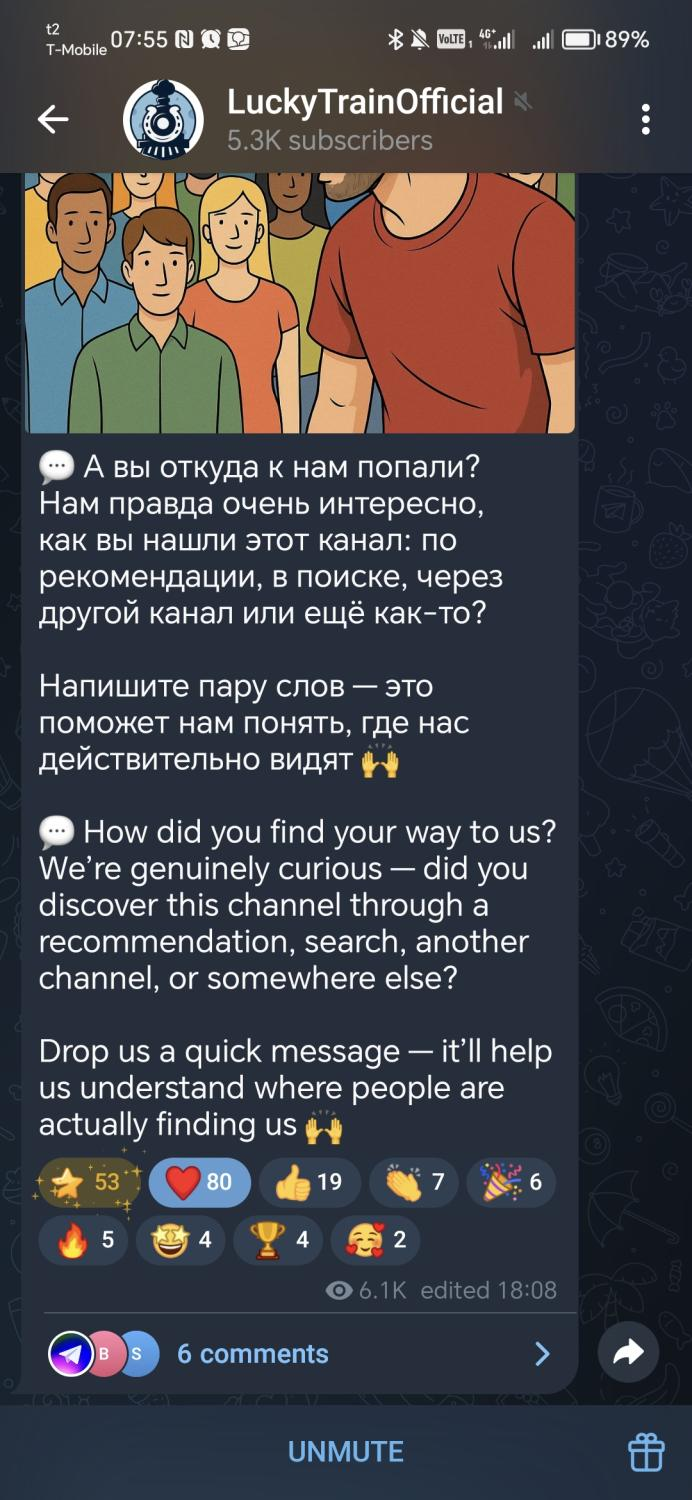 t2
T-Mobile
07:55
VoLTE 1 4G+ 89%
LuckyTrainOfficial
5.3K subscribers
💬 А вы откуда к нам попали?
Нам правда очень интересно,
как вы нашли этот канал: по
рекомендации, в поиске, через
другой канал или ещё как-то?
Напишите пару слов — это
поможет нам понять, где нас
действительно видят 🙌
💬 How did you find your way to us?
We’re genuinely curious — did you
discover this channel through a
recommendation, search, another
channel, or somewhere else?
Drop us a quick message — it’ll help
us understand where people are
actually finding us 🙌
⭐ 53 ❤️ 80 👍 19 👏 7 🎉 6
🔥 5 🤩 4 🏆 4 🥰 2
6.1K edited 18:08
B S 6 comments
UNMUTE